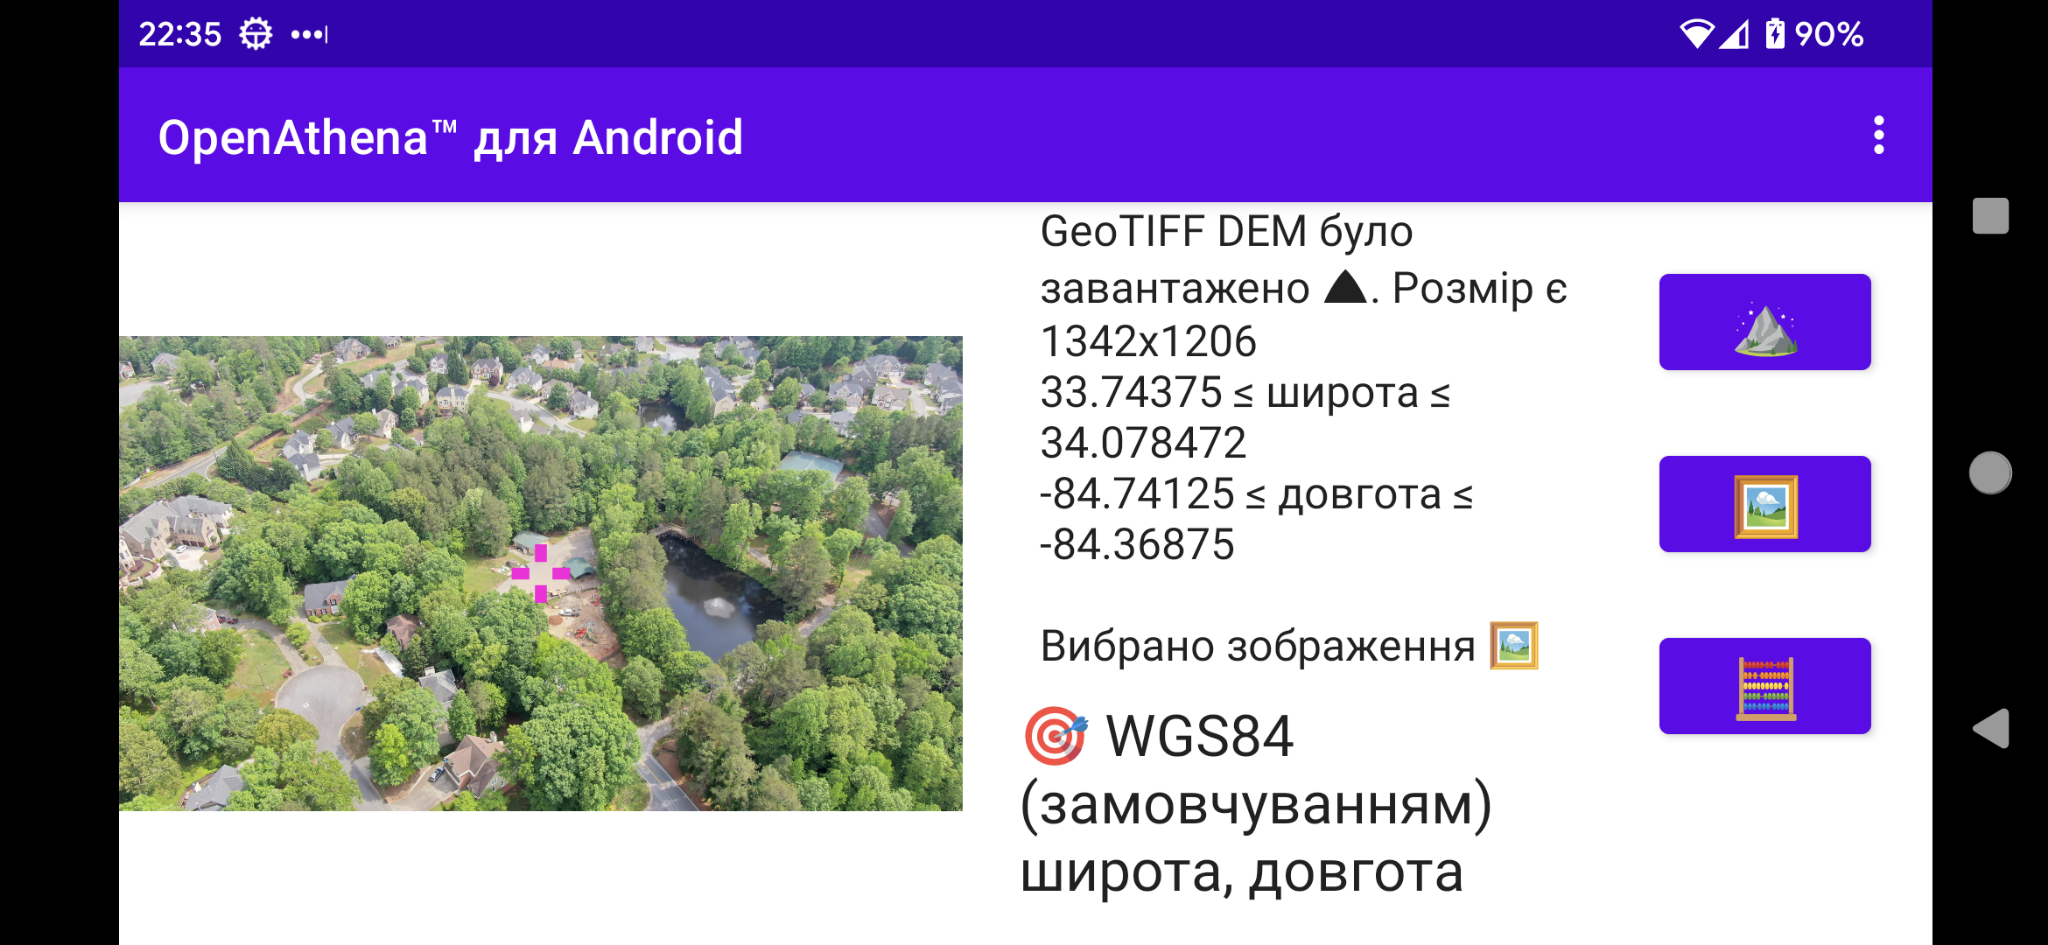 22:35
90%
OpenAthena™ для Android
GeoTIFF DEM було
завантажено ⛰. Розмір є
1342x1206
33.74375 ≤ широта ≤
34.078472
-84.74125 ≤ довгота ≤
-84.36875
Вибрано зображення 🖼
🎯 WGS84
(замовчуванням)
широта, довгота